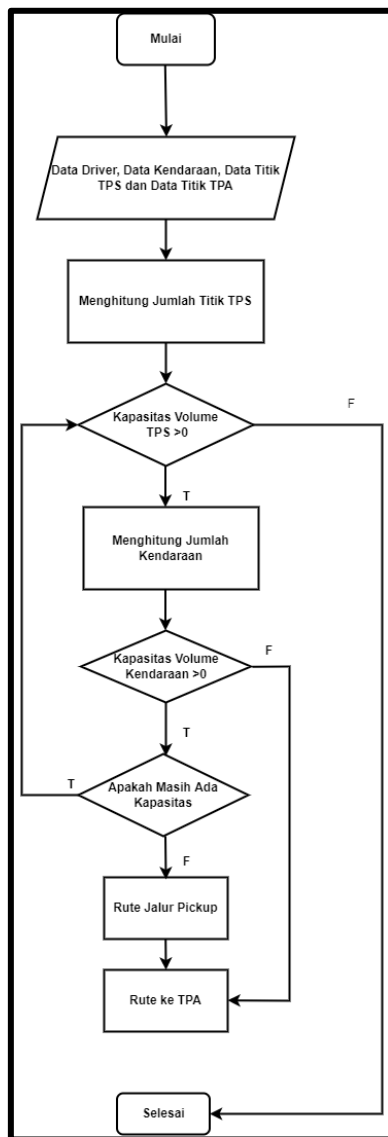 Mulai
Data Driver, Data Kendaraan, Data Titik
TPS dan Data Titik TPA
Menghitung Jumlah Titik TPS
Kapasitas Volume
TPS >0
F
T
Menghitung Jumlah
Kendaraan
Kapasitas Volume
Kendaraan >0
F
T
Apakah Masih Ada
Kapasitas
T
F
Rute Jalur Pickup
Rute ke TPA
Selesai